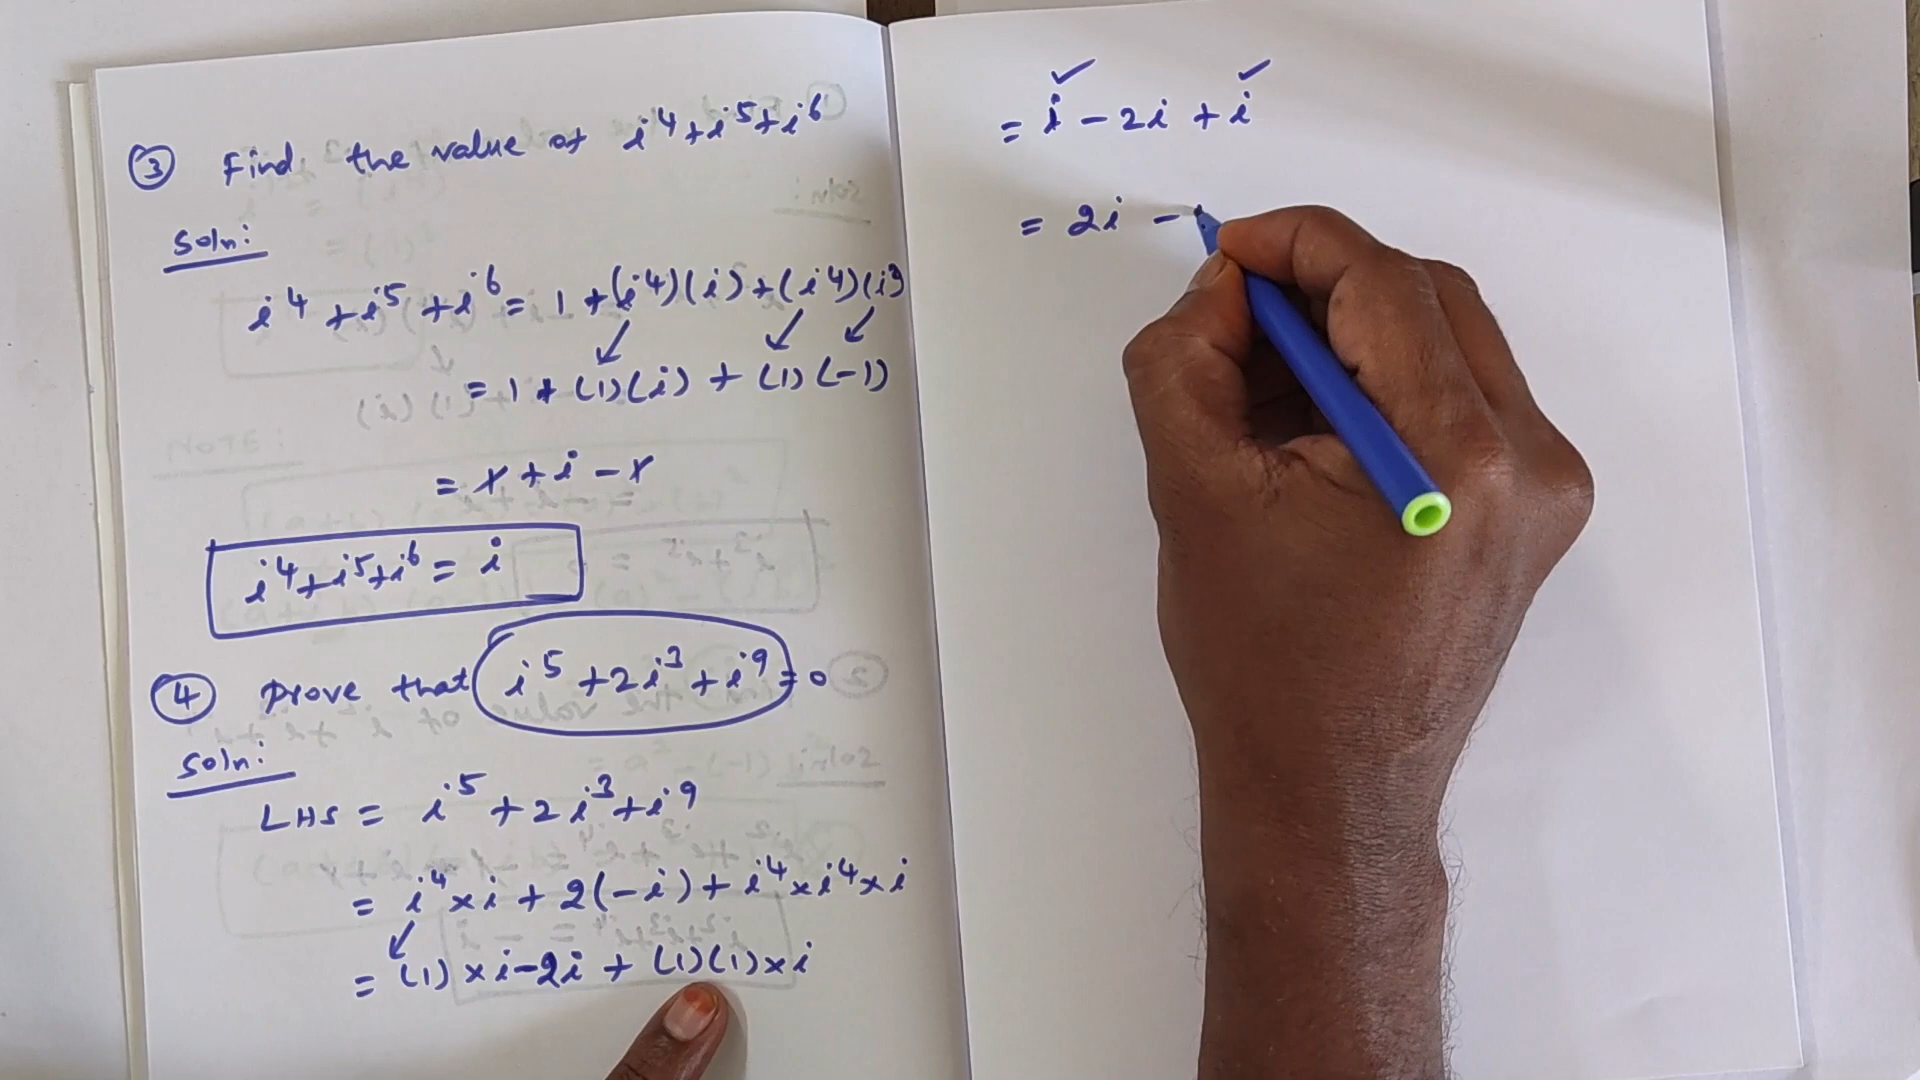 ③ Find the value of i⁴+i⁵+i⁶
Soln:
i⁴ + i⁵ + i⁶ = 1 + (i⁴)(i) + (i⁴)(i²
= 1 + (1)(i) + (1)(-1)
= 1 + i - 1
i⁴+i⁵+i⁶ = i
④ Prove that i⁵ + 2i³ + i⁹ = 0
Soln:
LHS = i⁵ + 2i³ + i⁹
= i⁴ × i + 2(-i) + i⁴ × i⁴ × i
= (1) × i - 2i + (1)(1) × i
= i - 2i + i
= 2i -